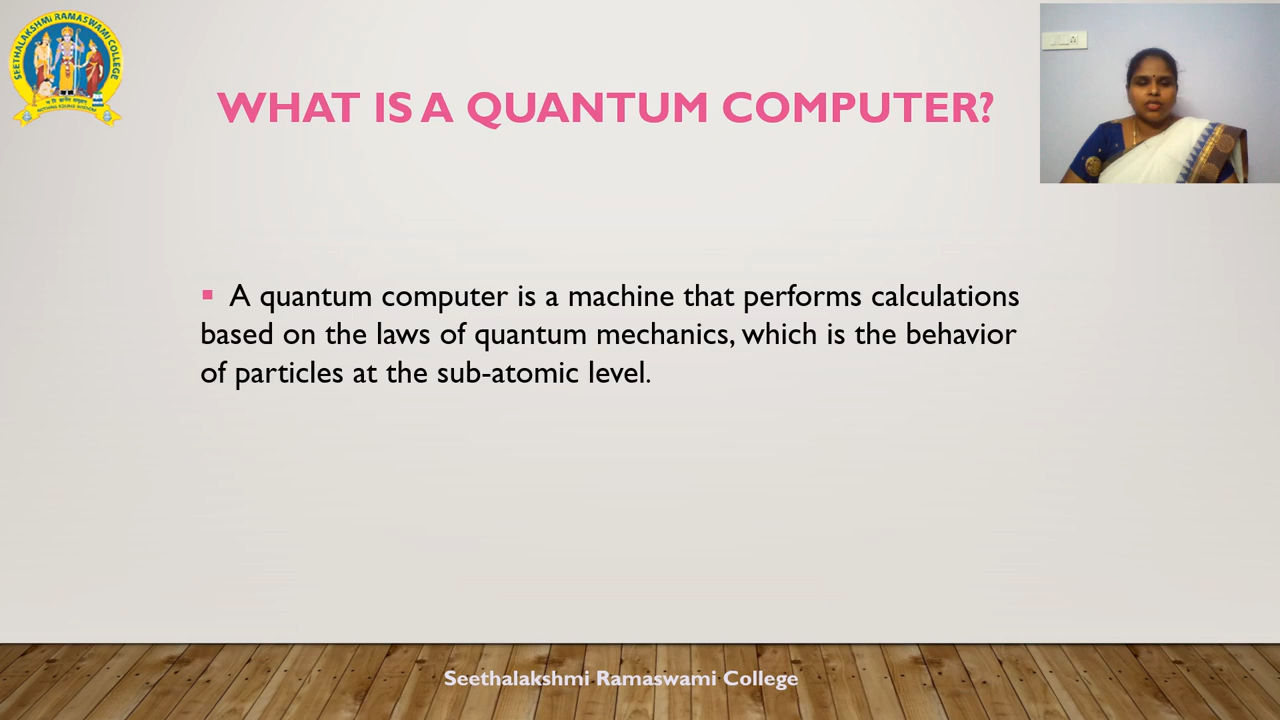 SEETHALAKSHMI RAMASWAMI COLLEGE
WHAT IS A QUANTUM COMPUTER?
▪ A quantum computer is a machine that performs calculations
based on the laws of quantum mechanics, which is the behavior
of particles at the sub-atomic level.
Seethalakshmi Ramaswami College